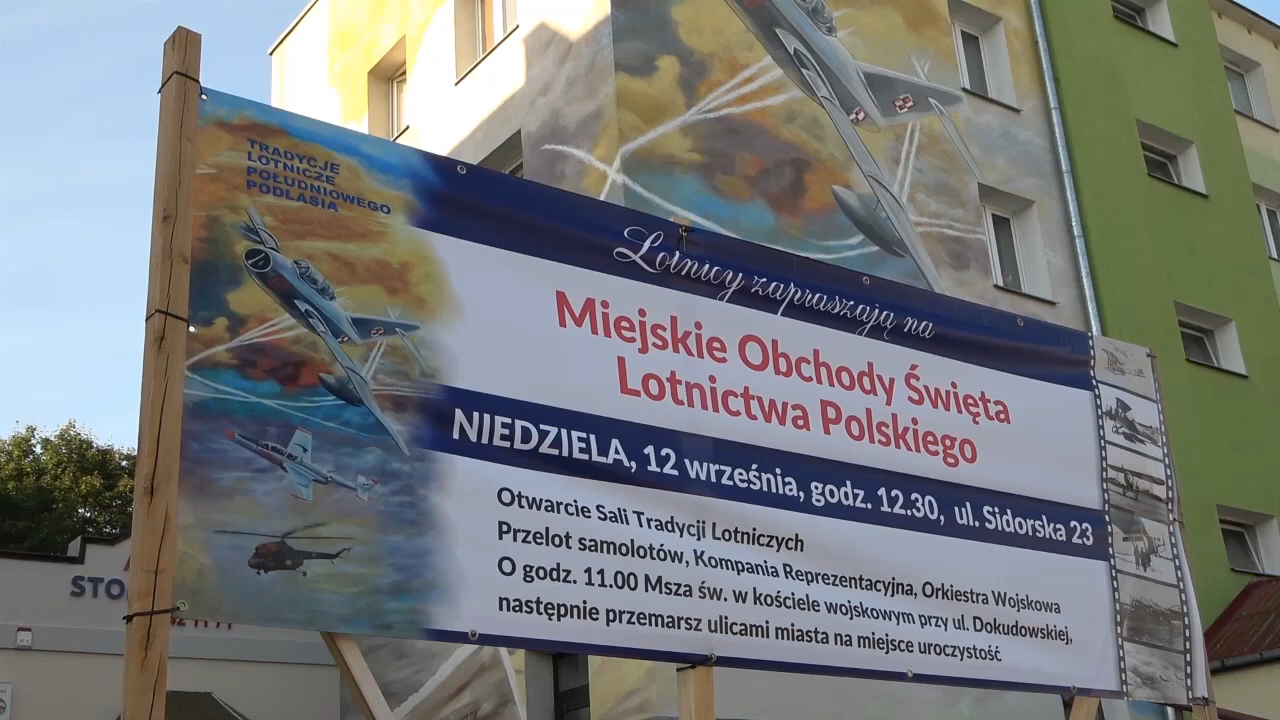 TRADYCJE
LOTNICZE
POŁUDNIOWEGO
PODLASIA
Lotnicy zapraszają na
Miejskie Obchody Święta
Lotnictwa Polskiego
NIEDZIELA, 12 września, godz. 12.30, ul. Sidorska 23
Otwarcie Sali Tradycji Lotniczych
Przelot samolotów, Kompania Reprezentacyjna, Orkiestra Wojskowa
O godz. 11.00 Msza św. w kościele wojskowym przy ul. Dokudowskiej,
następnie przemarsz ulicami miasta na miejsce uroczystość